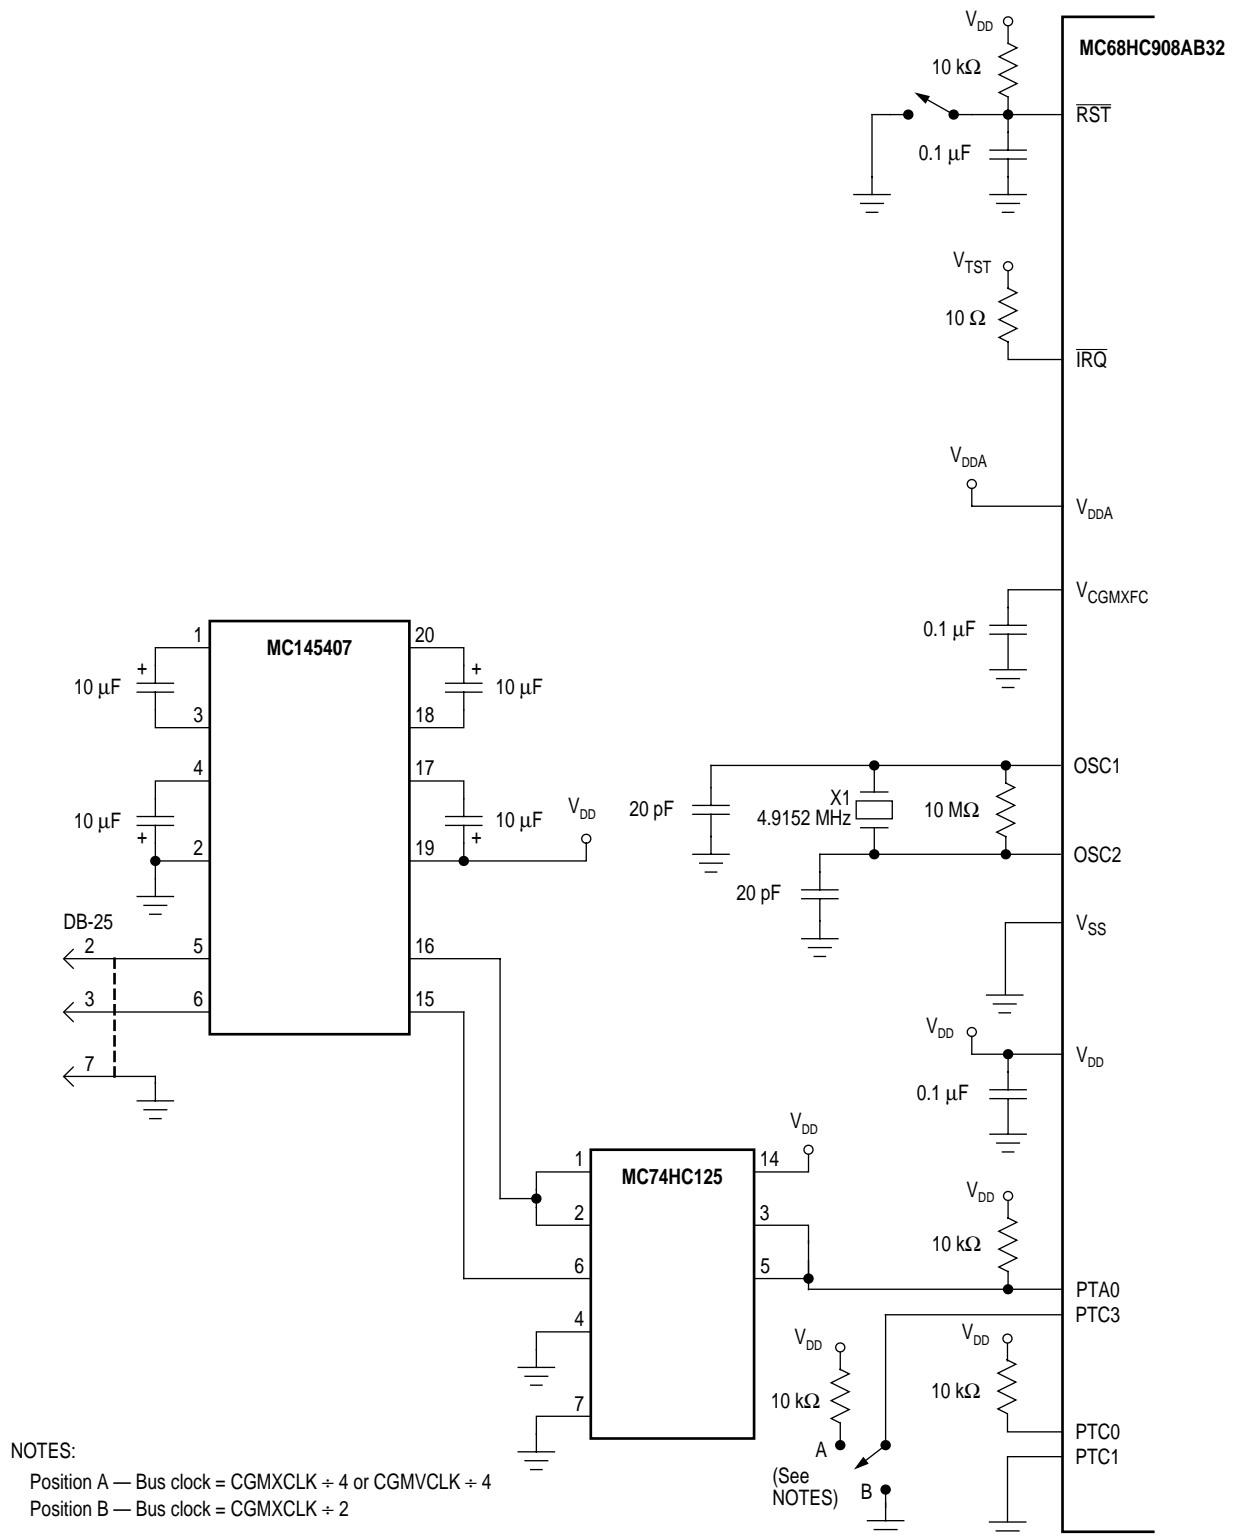 V_DD
MC68HC908AB32
10 kΩ
RST
0.1 µF
V_TST
10 Ω
IRQ
V_DDA
V_DDA
V_CGMXFC
0.1 µF
1
MC145407
20
+
10 µF
+
10 µF
3
18
4
17
10 µF
+
10 µF
+
V_DD
2
19
OSC1
20 pF
X1
4.9152 MHz
10 MΩ
OSC2
20 pF
DB-25
2
5
16
V_SS
3
6
15
7
V_DD
V_DD
0.1 µF
V_DD
1
MC74HC125
14
2
3
V_DD
10 kΩ
6
5
PTA0
PTC3
4
V_DD
V_DD
10 kΩ
10 kΩ
7
PTC0
A
PTC1
(See
NOTES)
B
NOTES:
Position A — Bus clock = CGMXCLK ÷ 4 or CGMVCLK ÷ 4
Position B — Bus clock = CGMXCLK ÷ 2